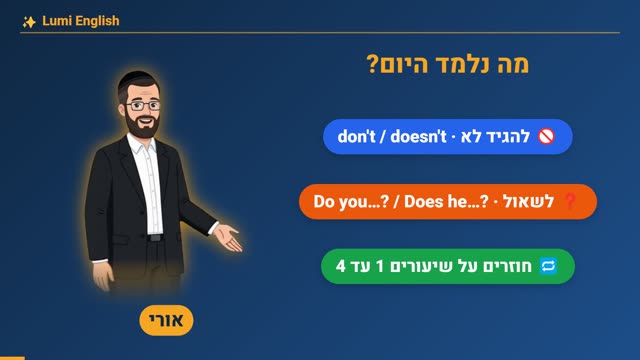 Lumi English
מה נלמד היום?
להגיד לא · don't / doesn't
לשאול · Do you...? / Does he...?
חוזרים על שיעורים 1 עד 4
אורי